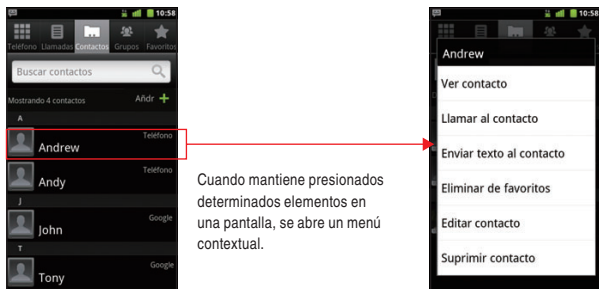 10:58
Teléfono Llamadas Contactos Grupos Favoritos
Buscar contactos
Mostrando 4 contactos Añdr +
A
Teléfono
Andrew
Teléfono
Andy
J
Google
John
T
Google
Tony
Cuando mantiene presionados
determinados elementos en
una pantalla, se abre un menú
contextual.
10:58
Andrew
Ver contacto
Llamar al contacto
Enviar texto al contacto
Eliminar de favoritos
Editar contacto
Suprimir contacto